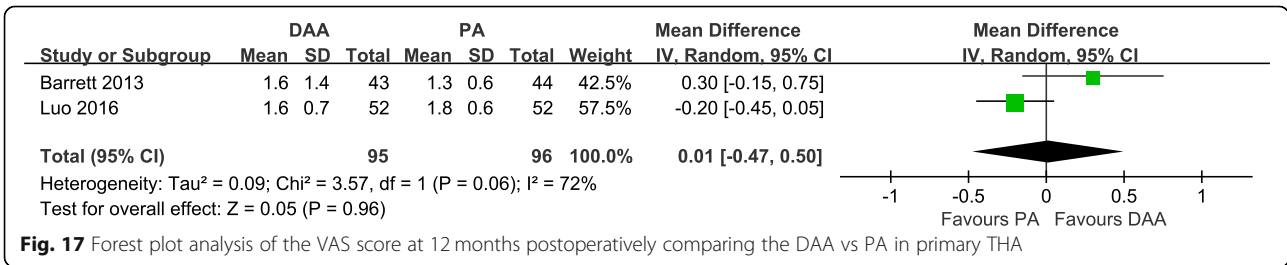 DAA PA Mean Difference Mean Difference
Study or Subgroup Mean SD Total Mean SD Total Weight IV, Random, 95% CI IV, Random, 95% CI
Barrett 2013 1.6 1.4 43 1.3 0.6 44 42.5% 0.30 [-0.15, 0.75]
Luo 2016 1.6 0.7 52 1.8 0.6 52 57.5% -0.20 [-0.45, 0.05]
Total (95% CI) 95 96 100.0% 0.01 [-0.47, 0.50]
Heterogeneity: Tau² = 0.09; Chi² = 3.57, df = 1 (P = 0.06); I² = 72%
Test for overall effect: Z = 0.05 (P = 0.96)
-1 -0.5 0 0.5 1
Favours PA Favours DAA
Fig. 17 Forest plot analysis of the VAS score at 12 months postoperatively comparing the DAA vs PA in primary THA